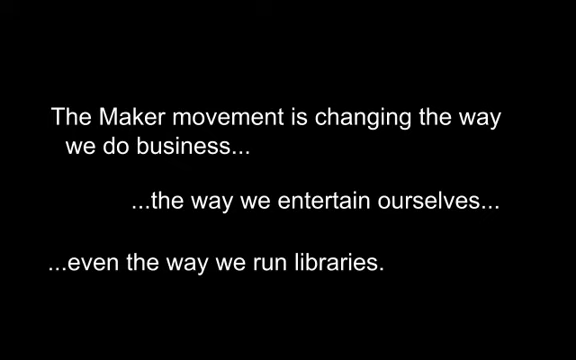 The Maker movement is changing the way
we do business...
...the way we entertain ourselves...
...even the way we run libraries.